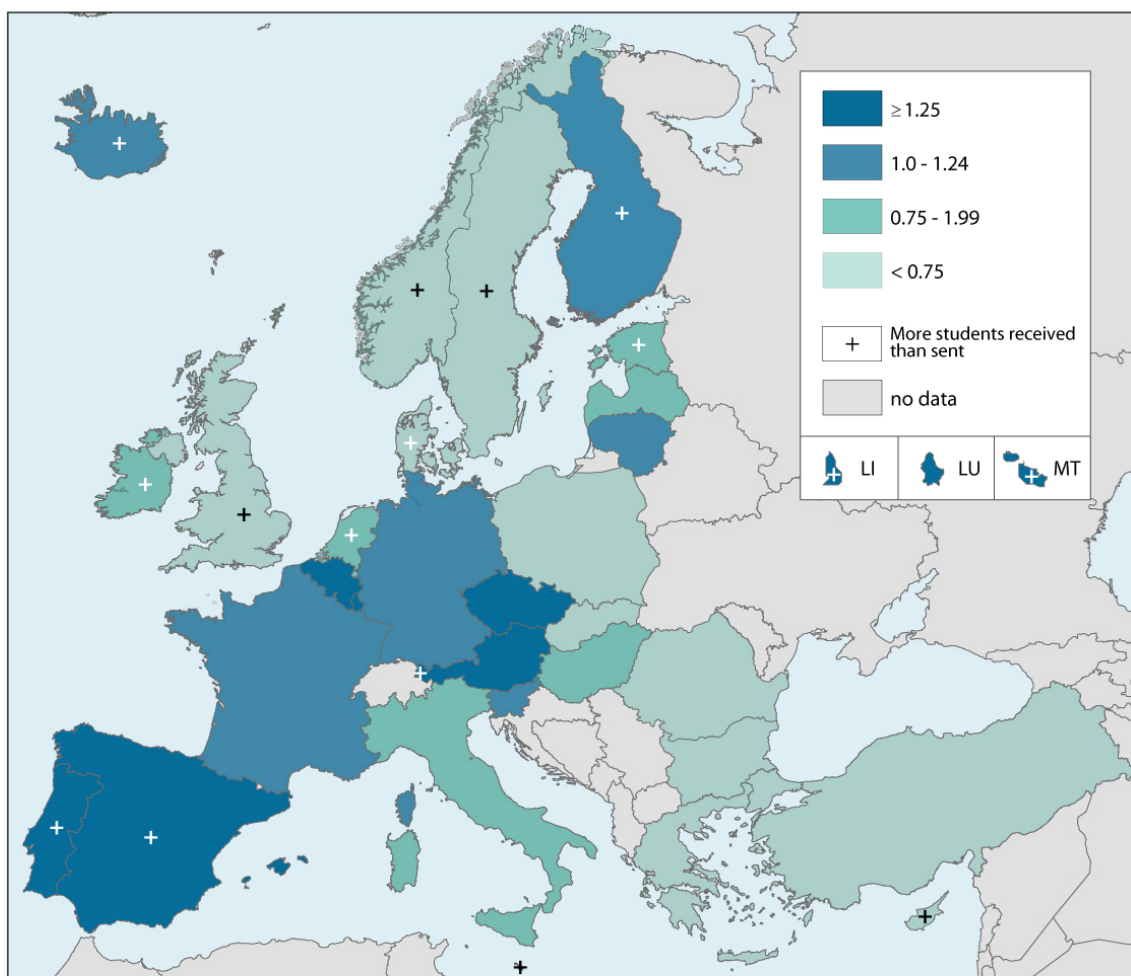 ≥1.25
1.0 - 1.24
0.75 - 1.99
< 0.75
+ More students received
than sent
no data
LI
LU
MT